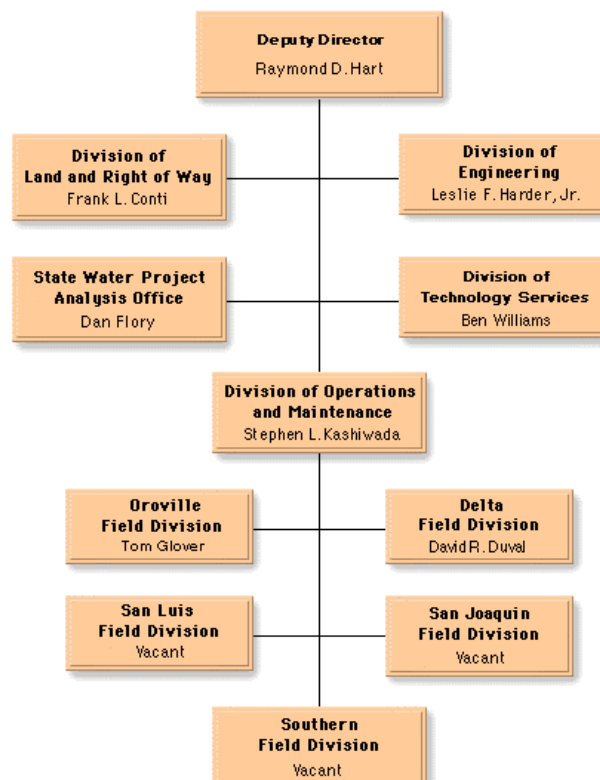 Deputy Director
Raymond D. Hart
Division of
Land and Right of Way
Frank L. Conti
Division of
Engineering
Leslie F. Harder, Jr.
State Water Project
Analysis Office
Dan Flory
Division of
Technology Services
Ben Williams
Division of Operations
and Maintenance
Stephen L. Kashiwada
Oroville
Field Division
Tom Glover
Delta
Field Division
David R. Duval
San Luis
Field Division
Vacant
San Joaquin
Field Division
Vacant
Southern
Field Division
Vacant